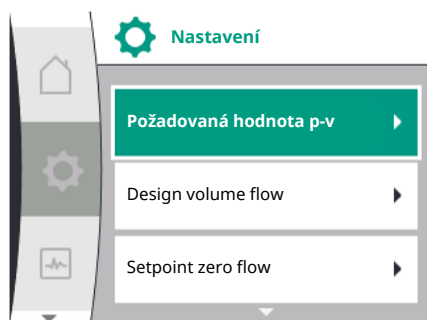 Nastavení
Požadovaná hodnota p-v
Design volume flow
Setpoint zero flow